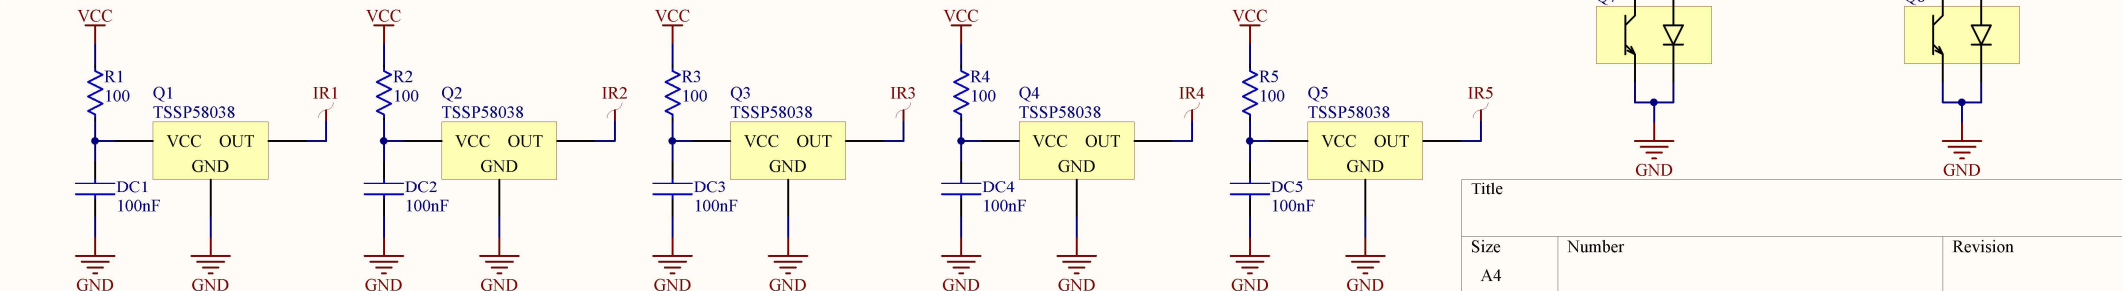 VCC VCC VCC VCC VCC
R1 R2 R3 R4 R5
100 100 100 100 100
Q1 IR1 Q2 IR2 Q3 IR3 Q4 IR4 Q5 IR5
TSSP58038 TSSP58038 TSSP58038 TSSP58038 TSSP58038
VCC OUT VCC OUT VCC OUT VCC OUT VCC OUT
GND GND GND GND GND GND GND
DC1 DC2 DC3 DC4 DC5 Title
100nF 100nF 100nF 100nF 100nF
Size Number Revision
A4
GND GND GND GND GND GND GND GND GND GND